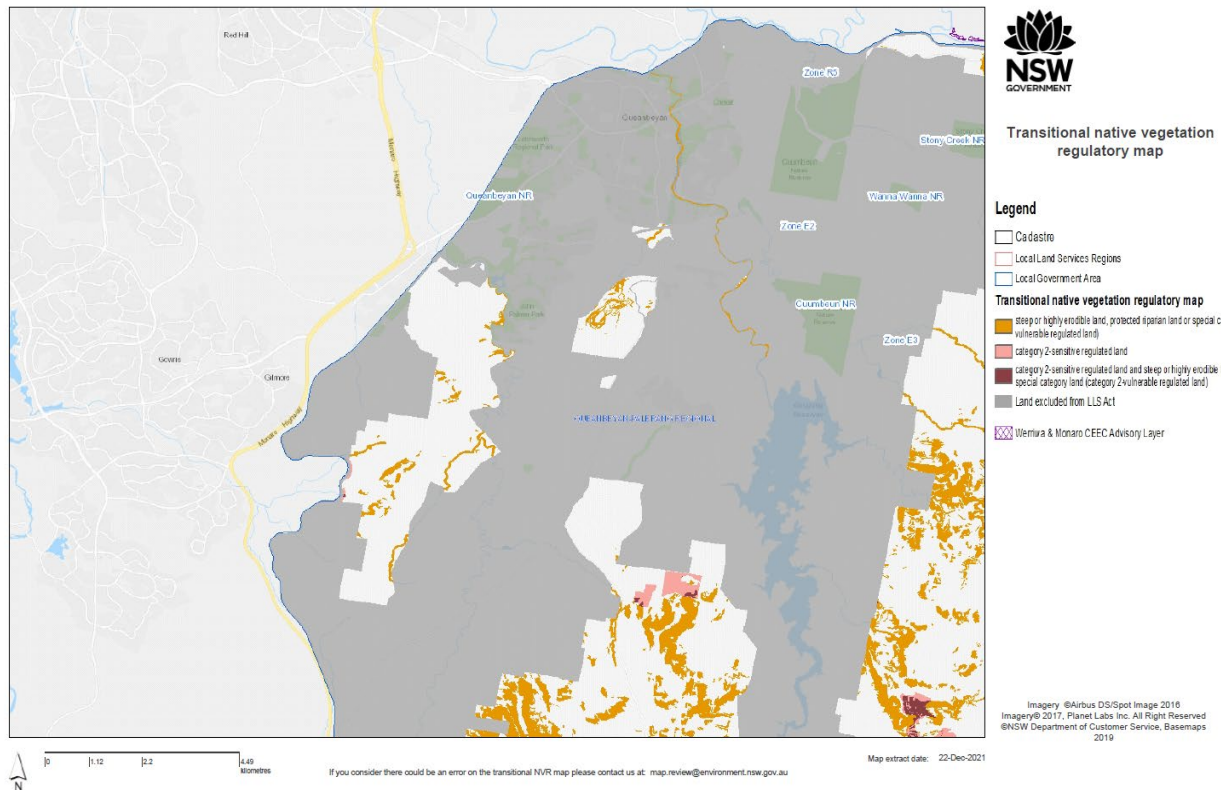 Red Hill
Zone R5
Queanbeyan
Stony Crook NR
Monaro Highway
Queanbeyan NR
Wanna Wanna NR
Zone E2
Cuumbeun NR
Zone E3
Gowrie
Gilmore
Monaro Highway
QUEANBEYAN-PALERANG REGIONAL
NSW
GOVERNMENT
Transitional native vegetation
regulatory map
Legend
Cadastre
Local Land Services Regions
Local Government Area
Transitional native vegetation regulatory map
steep or highly erodible land, protected riparian land or special c
vulnerable regulated land)
category 2-sensitive regulated land
category 2-sensitive regulated land and steep or highly erodible
special category land (category 2-vulnerable regulated land)
Land excluded from LLS Act
Werriwa & Monaro CEEC Advisory Layer
Imagery ©Airbus DS/Spot Image 2016
Imagery© 2017, Planet Labs Inc. All Right Reserved
©NSW Department of Customer Service, Basemaps
2019
N
0 1.12 2.2 4.49
kilometres
If you consider there could be an error on the transitional NVR map please contact us at: map.review@environment.nsw.gov.au
Map extract date: 22-Dec-2021